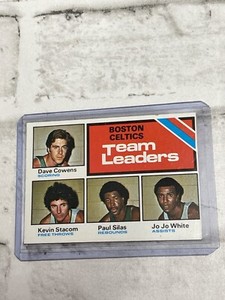 BOSTON
CELTICS
Team
Leaders
Dave Cowens
SCORING
Kevin Stacom
FREE THROWS
Paul Silas
REBOUNDS
Jo Jo White
ASSISTS